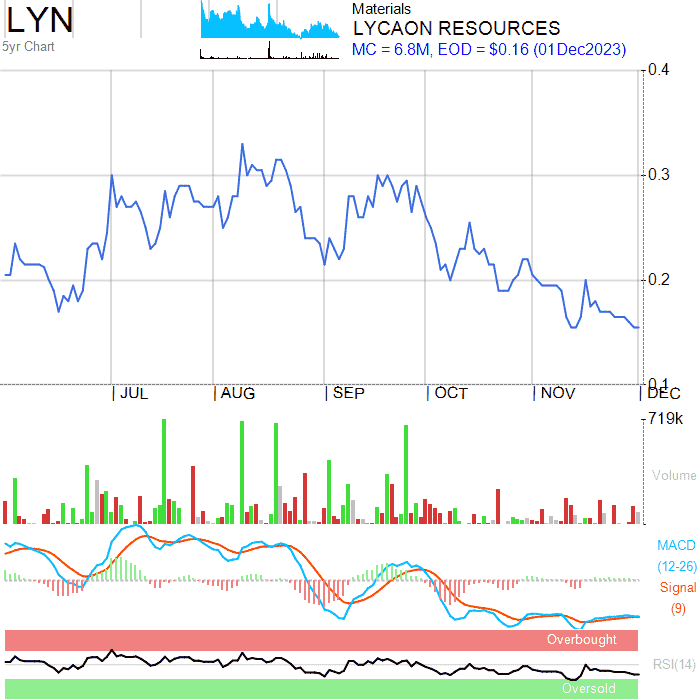 LYN
5yr Chart
Materials
LYCAON RESOURCES
MC = 6.8M, EOD = $0.16 (01Dec2023)
0.4
0.3
0.2
0.1
JUL
AUG
SEP
OCT
NOV
DEC
719k
Volume
MACD
(12-26)
Signal
(9)
Overbought
RSI(14)
Oversold